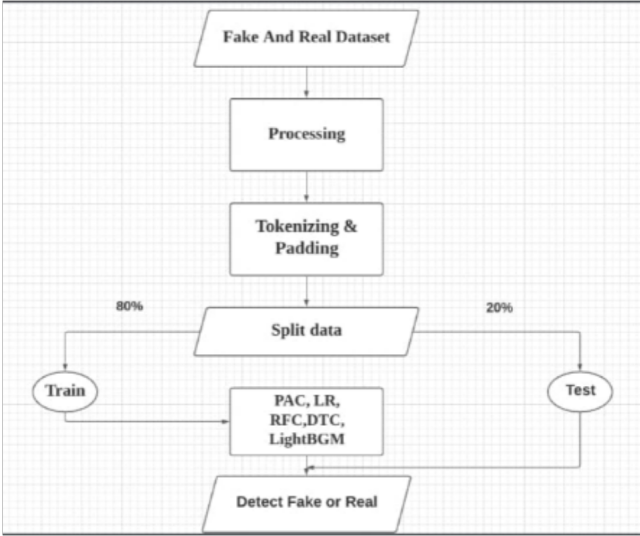 Fake And Real Dataset
Processing
Tokenizing &
Padding
80%
20%
Split data
Train
Test
PAC, LR,
RFC,DTC,
LightBGM
Detect Fake or Real